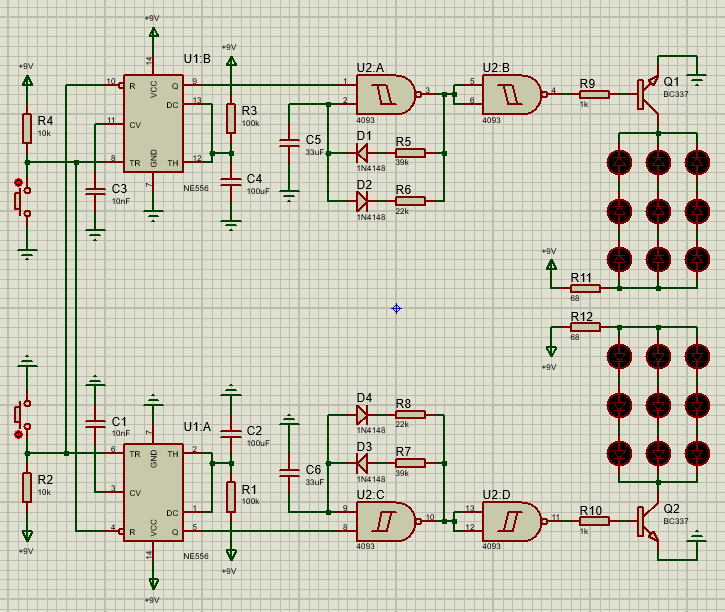 +9V
14
U1:B
+9V
+9V
R4
10k
10
R
VCC
Q
9
11
CV
DC
13
8
TR
GND
TH
12
7
NE556
R3
100k
C3
10nF
C4
100uF
C5
33uF
U2:A
1
2
3
4093
D1
1N4148
R5
39k
D2
1N4148
R6
22k
U2:B
5
6
4
4093
R9
1k
Q1
BC337
+9V
R11
68
R12
68
+9V
R2
10k
+9V
C1
10nF
U1:A
7
6
TR
GND
TH
2
3
CV
DC
1
4
R
VCC
Q
5
14
NE556
+9V
C2
100uF
R1
100k
+9V
C6
33uF
D4
1N4148
R8
22k
D3
1N4148
R7
39k
U2:C
9
8
10
4093
U2:D
13
12
11
4093
R10
1k
Q2
BC337